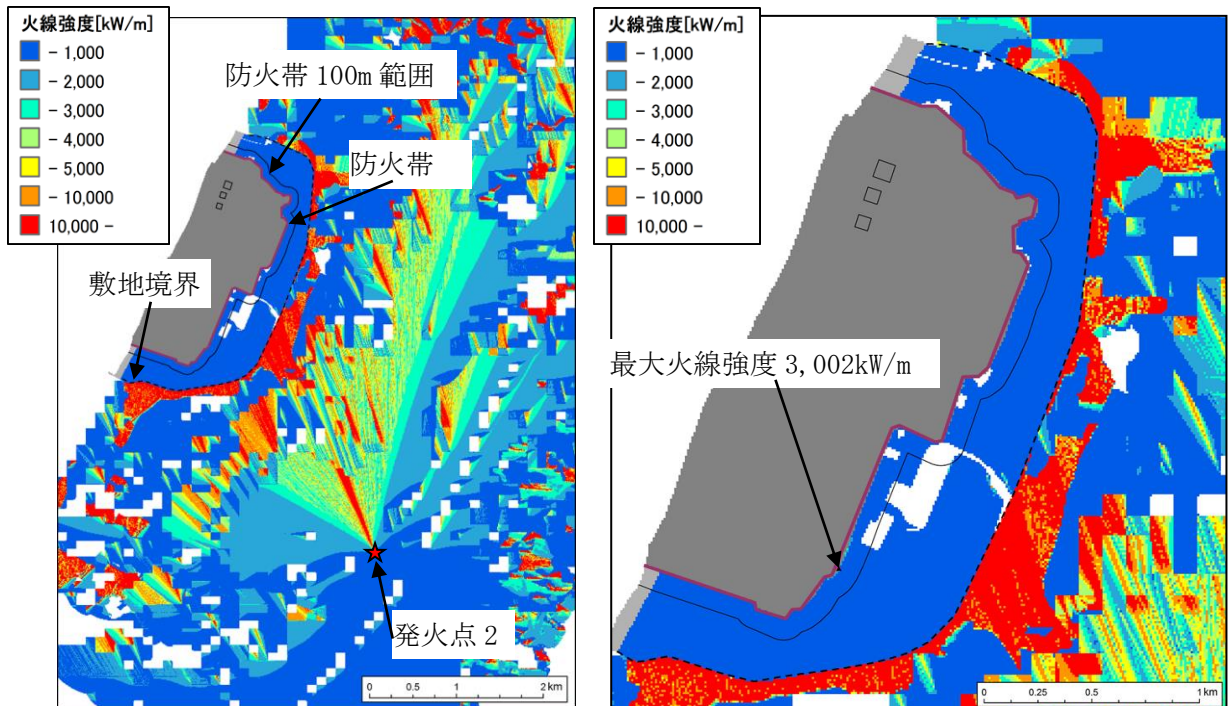 火線強度[kW/m]
- 1,000
- 2,000
- 3,000
- 4,000
- 5,000
- 10,000
10,000 -
防火帯 100m 範囲
防火帯
敷地境界
発火点 2
0 0.5 1 2 km
火線強度[kW/m]
- 1,000
- 2,000
- 3,000
- 4,000
- 5,000
- 10,000
10,000 -
最大火線強度 3,002kW/m
0 0.25 0.5 1 km